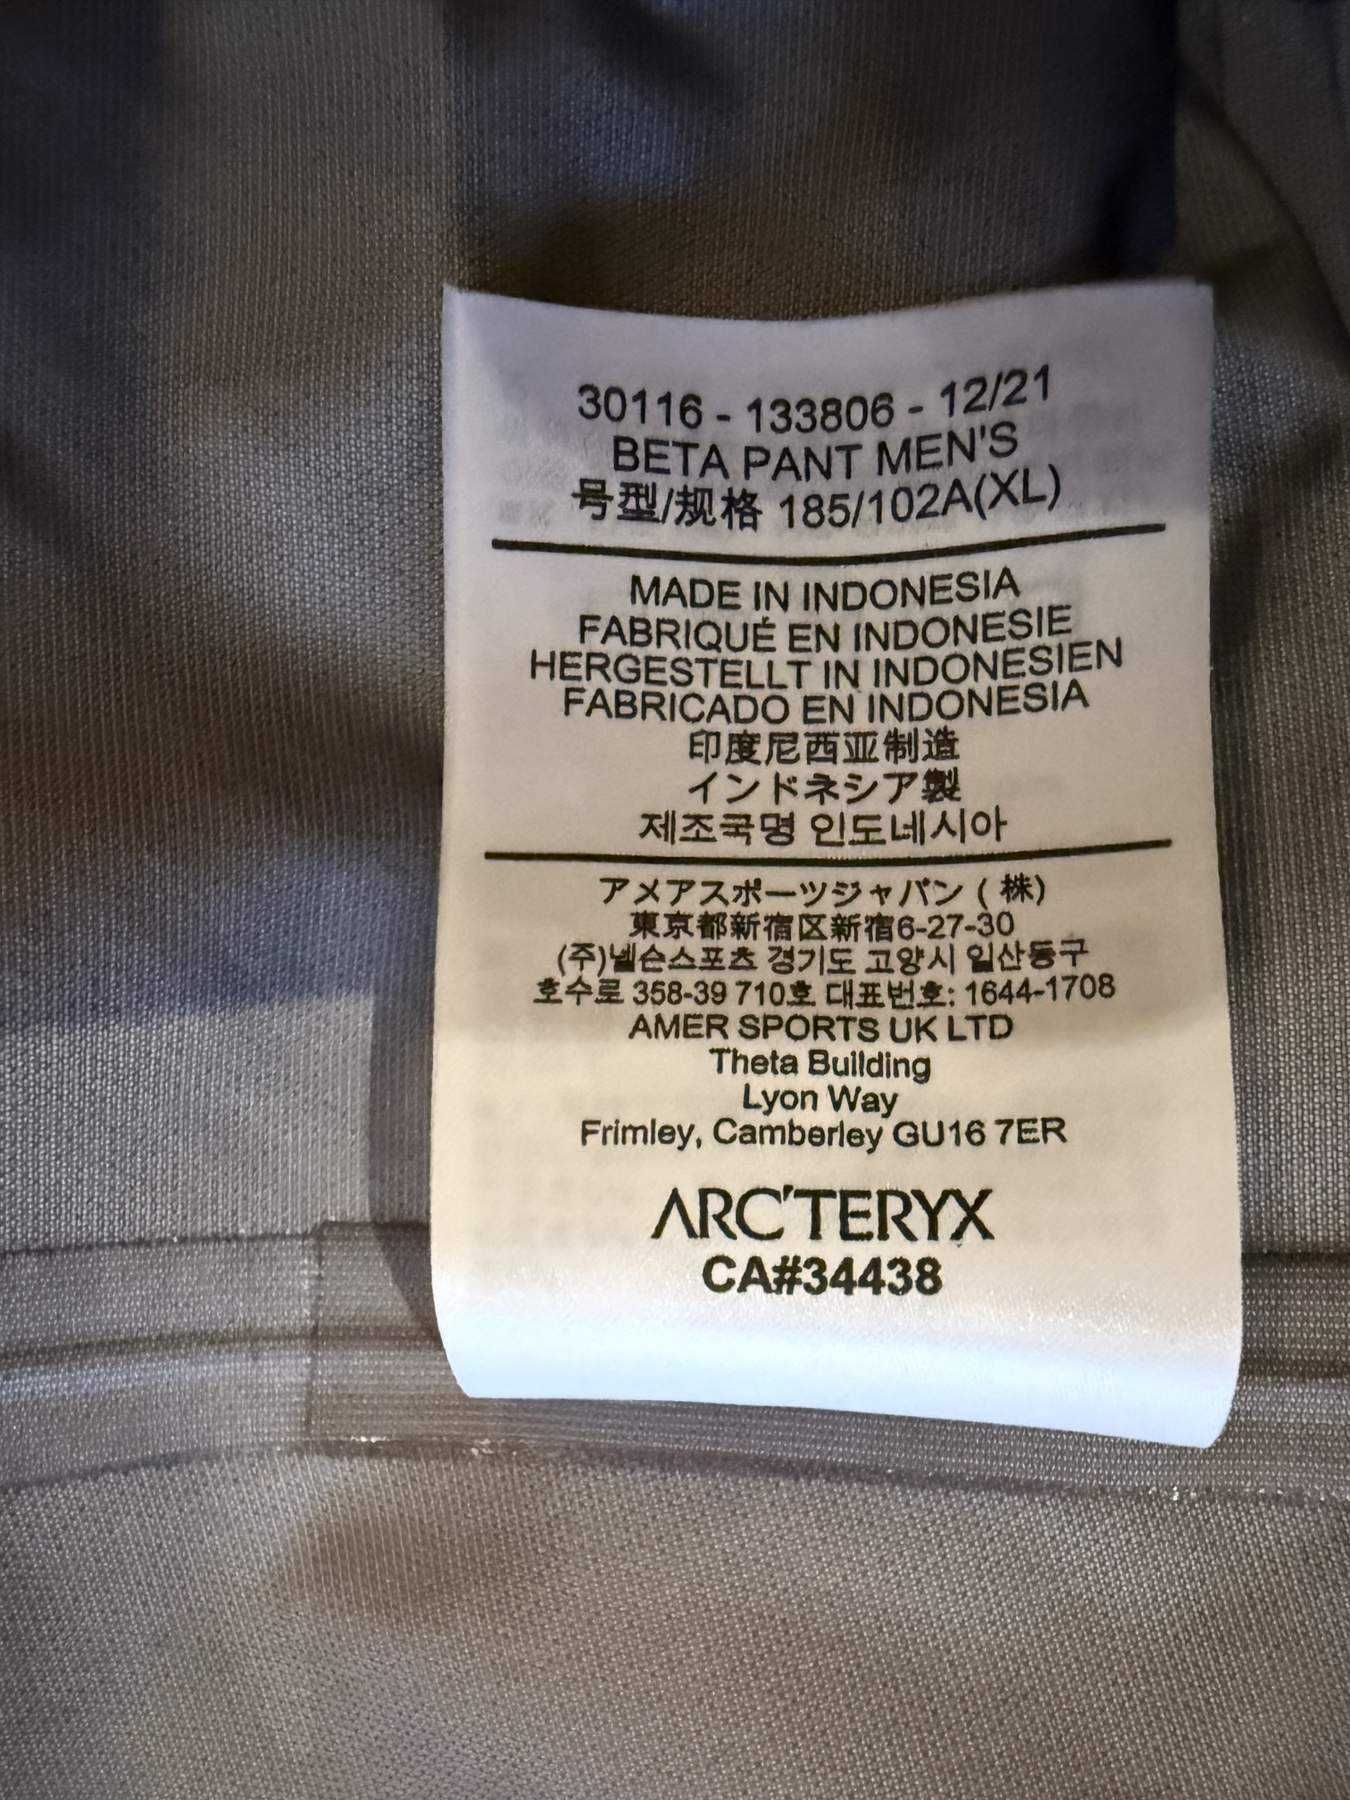 30116 - 133806 - 12/21
BETA PANT MEN'S
号型/规格 185/102A(XL)
MADE IN INDONESIA
FABRIQUÉ EN INDONESIE
HERGESTELLT IN INDONESIEN
FABRICADO EN INDONESIA
印度尼西亚制造
インドネシア製
제조국명 인도네시아
アメアスポーツジャパン ( 株)
東京都新宿区新宿6-27-30
(주)넬슨스포츠 경기도 고양시 일산동구
호수로 358-39 710호 대표번호: 1644-1708
AMER SPORTS UK LTD
Theta Building
Lyon Way
Frimley, Camberley GU16 7ER
ARC'TERYX
CA#34438